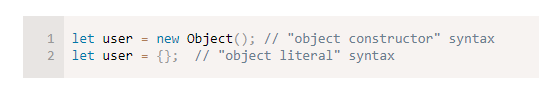 1 let user = new Object(); // "object constructor" syntax
2 let user = {};  // "object literal" syntax